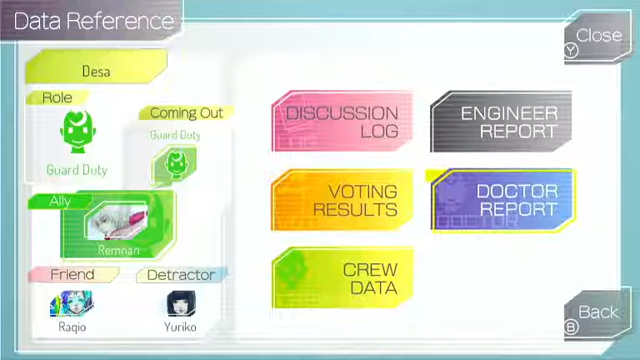 Data Reference
Close
Y
Desa
Role
Guard Duty
Coming Out
Guard Duty
Ally
Remnan
Friend
Raqio
Detractor
Yuriko
DISCUSSION
LOG
ENGINEER
REPORT
VOTING
RESULTS
DOCTOR
REPORT
DOCTOR
CREW
DATA
Back
B